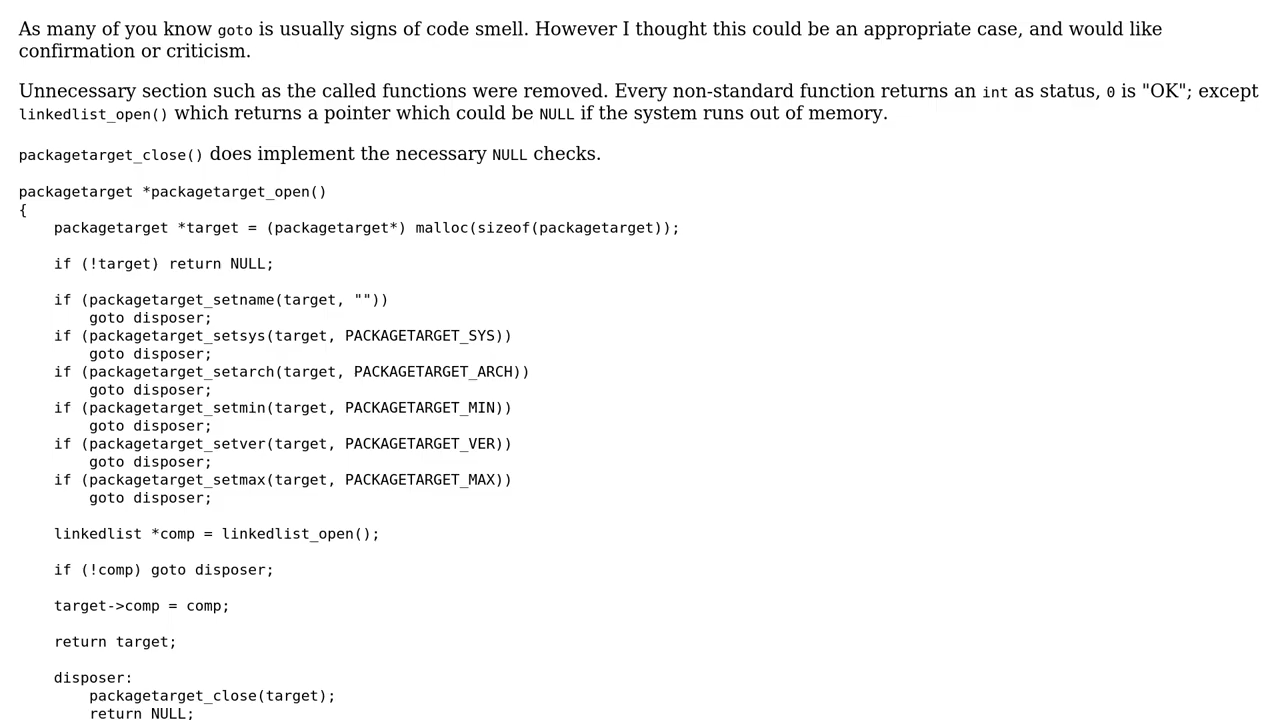 As many of you know goto is usually signs of code smell. However I thought this could be an appropriate case, and would like
confirmation or criticism.
Unnecessary section such as the called functions were removed. Every non-standard function returns an int as status, 0 is "OK"; except
linkedlist_open() which returns a pointer which could be NULL if the system runs out of memory.
packagetarget_close() does implement the necessary NULL checks.
packagetarget *packagetarget_open()
{
    packagetarget *target = (packagetarget*) malloc(sizeof(packagetarget));
    if (!target) return NULL;
    if (packagetarget_setname(target, ""))
        goto disposer;
    if (packagetarget_setsys(target, PACKAGETARGET_SYS))
        goto disposer;
    if (packagetarget_setarch(target, PACKAGETARGET_ARCH))
        goto disposer;
    if (packagetarget_setmin(target, PACKAGETARGET_MIN))
        goto disposer;
    if (packagetarget_setver(target, PACKAGETARGET_VER))
        goto disposer;
    if (packagetarget_setmax(target, PACKAGETARGET_MAX))
        goto disposer;
    linkedlist *comp = linkedlist_open();
    if (!comp) goto disposer;
    target->comp = comp;
    return target;
    disposer:
        packagetarget_close(target);
        return NULL;